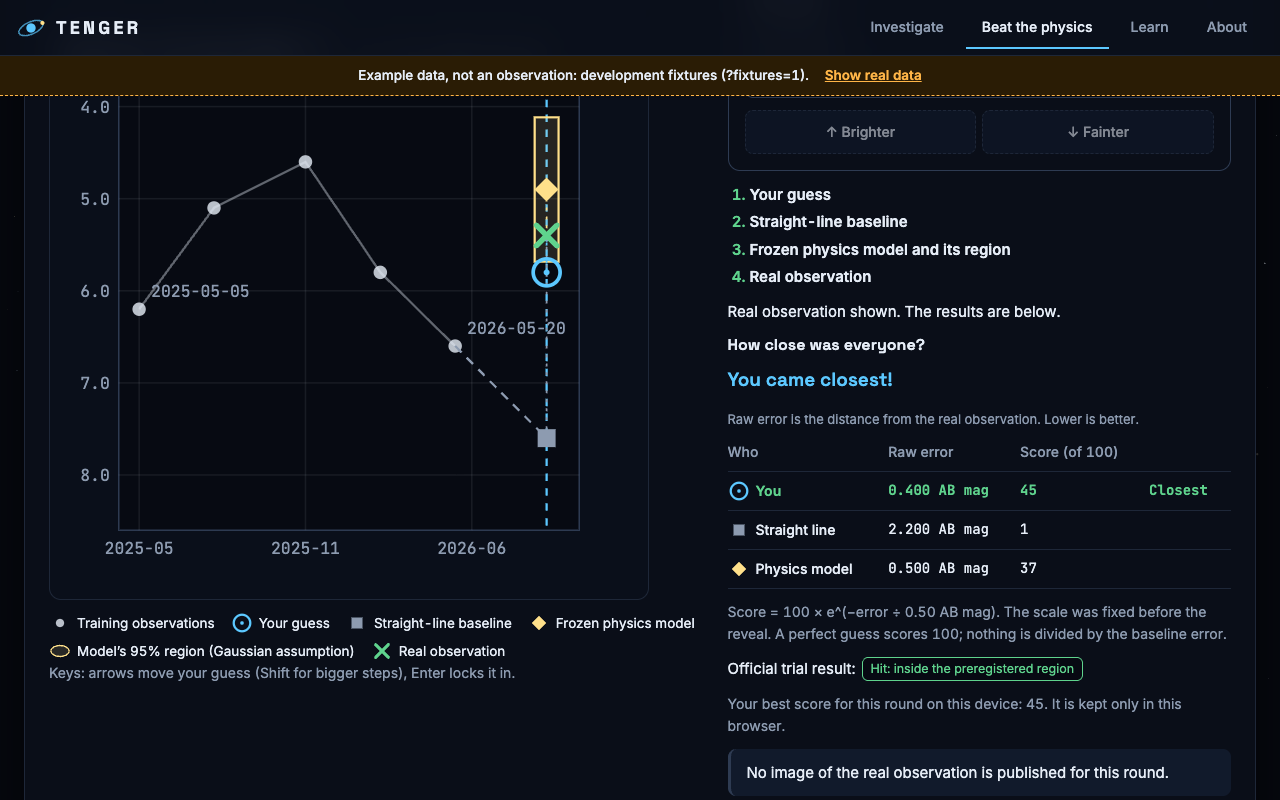 TENGER
Investigate
Beat the physics
Learn
About
Example data, not an observation: development fixtures (?fixtures=1). Show real data
4.0
5.0
6.0
7.0
8.0
2025-05-05
2026-05-20
2025-05
2025-11
2026-06
Training observations
Your guess
Straight-line baseline
Frozen physics model
Model's 95% region (Gaussian assumption)
Real observation
Keys: arrows move your guess (Shift for bigger steps), Enter locks it in.
↑ Brighter
↓ Fainter
1. Your guess
2. Straight-line baseline
3. Frozen physics model and its region
4. Real observation
Real observation shown. The results are below.
How close was everyone?
You came closest!
Raw error is the distance from the real observation. Lower is better.
Who Raw error Score (of 100)
You 0.400 AB mag 45 Closest
Straight line 2.200 AB mag 1
Physics model 0.500 AB mag 37
Score = 100 × e^(−error ÷ 0.50 AB mag). The scale was fixed before the
reveal. A perfect guess scores 100; nothing is divided by the baseline error.
Official trial result: Hit: inside the preregistered region
Your best score for this round on this device: 45. It is kept only in this
browser.
No image of the real observation is published for this round.